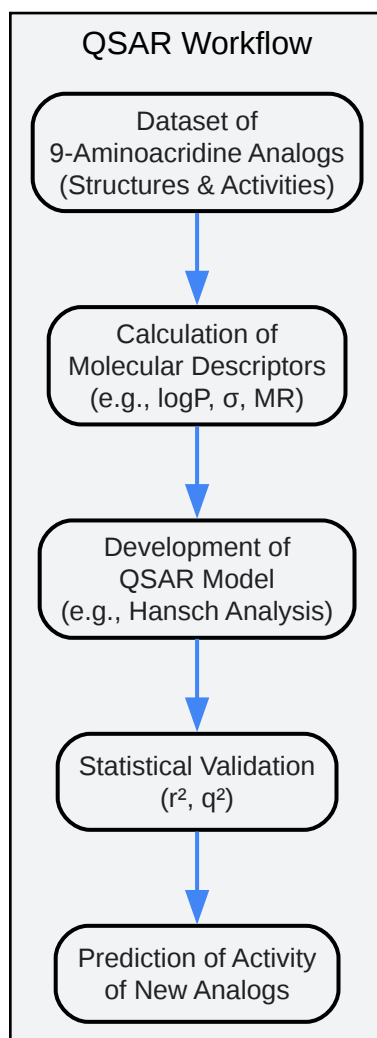 QSAR Workflow
Dataset of
9-Aminoacridine Analogs
(Structures & Activities)
Calculation of
Molecular Descriptors
(e.g., logP, σ, MR)
Development of
QSAR Model
(e.g., Hansch Analysis)
Statistical Validation
(r², q²)
Prediction of Activity
of New Analogs